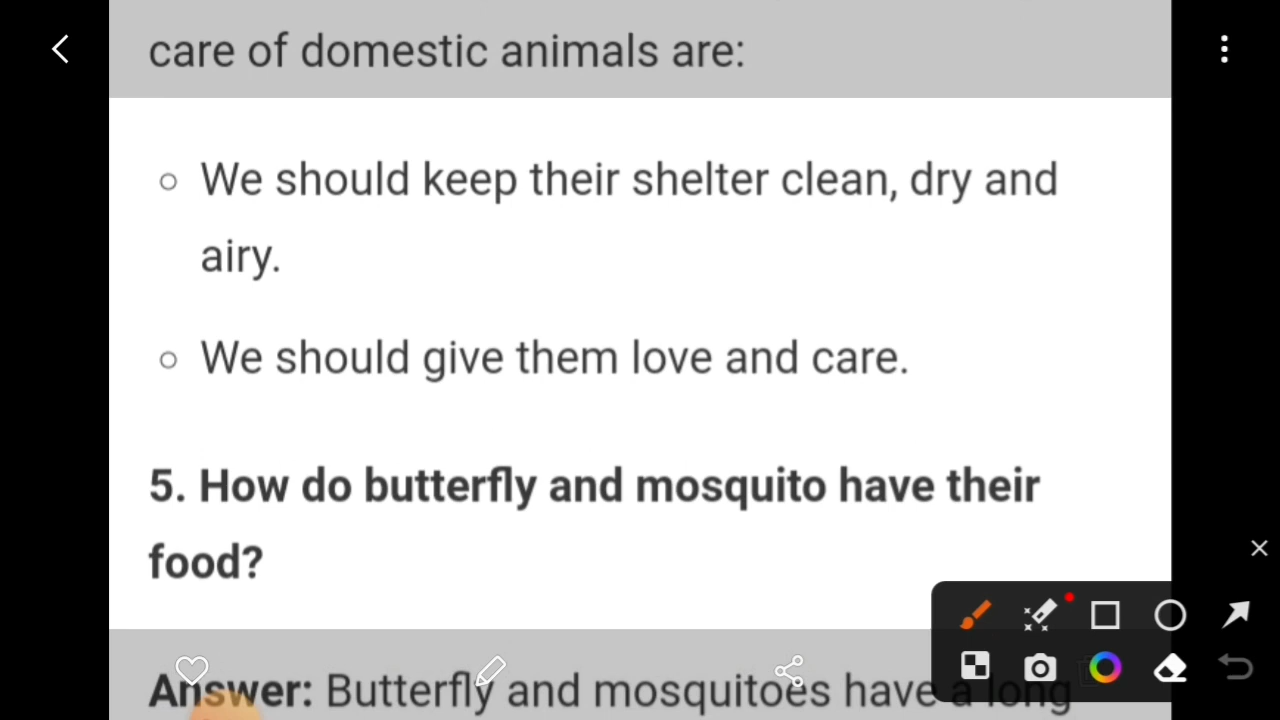 care of domestic animals are:
○ We should keep their shelter clean, dry and
airy.
○ We should give them love and care.
5. How do butterfly and mosquito have their
food?
Answer: Butterfly and mosquitoes have a long